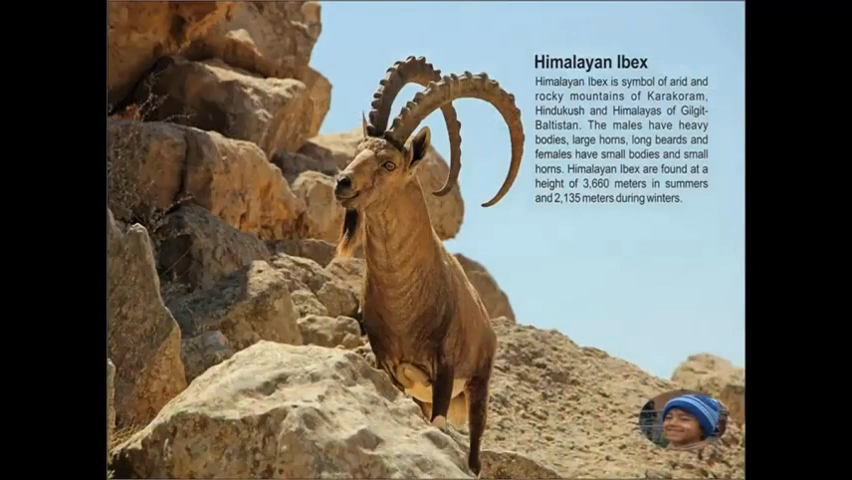 Himalayan Ibex
Himalayan Ibex is symbol of arid and
rocky mountains of Karakoram,
Hindukush and Himalayas of Gilgit-
Baltistan. The males have heavy
bodies, large horns, long beards and
females have small bodies and small
horns. Himalayan Ibex are found at a
height of 3,660 meters in summers
and 2,135 meters during winters.